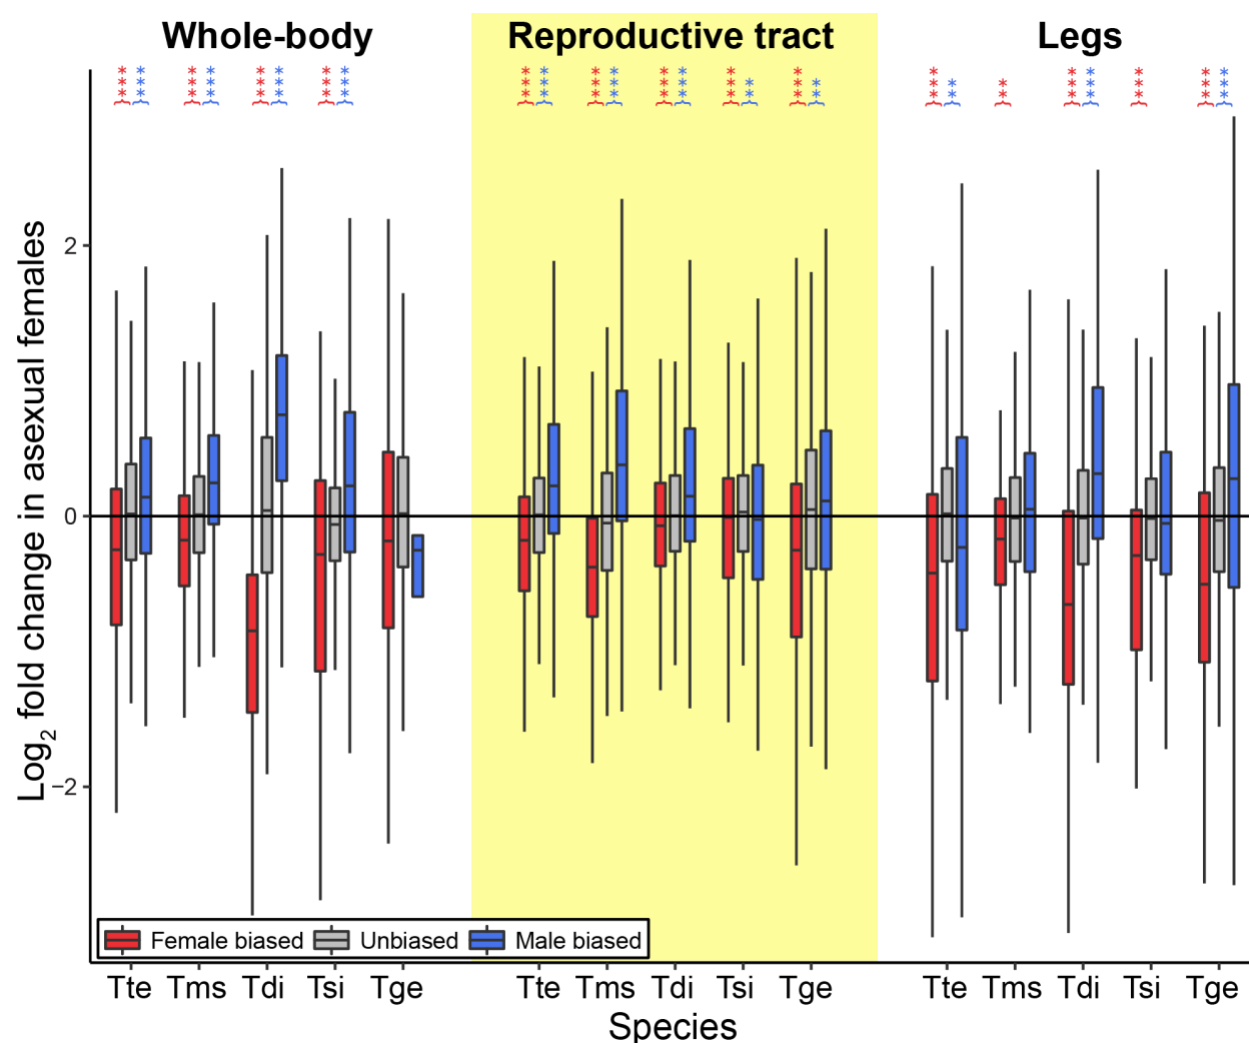 Whole-body Reproductive tract Legs
*** *** *** *** *** *** *** *** *** *** *** *** *** *** *** ** *** ** *** ** ** *** *** *** *** ***
Log2 fold change in asexual females
2
0
−2
Female biased Unbiased Male biased
Tte Tms Tdi Tsi Tge Tte Tms Tdi Tsi Tge Tte Tms Tdi Tsi Tge
Species